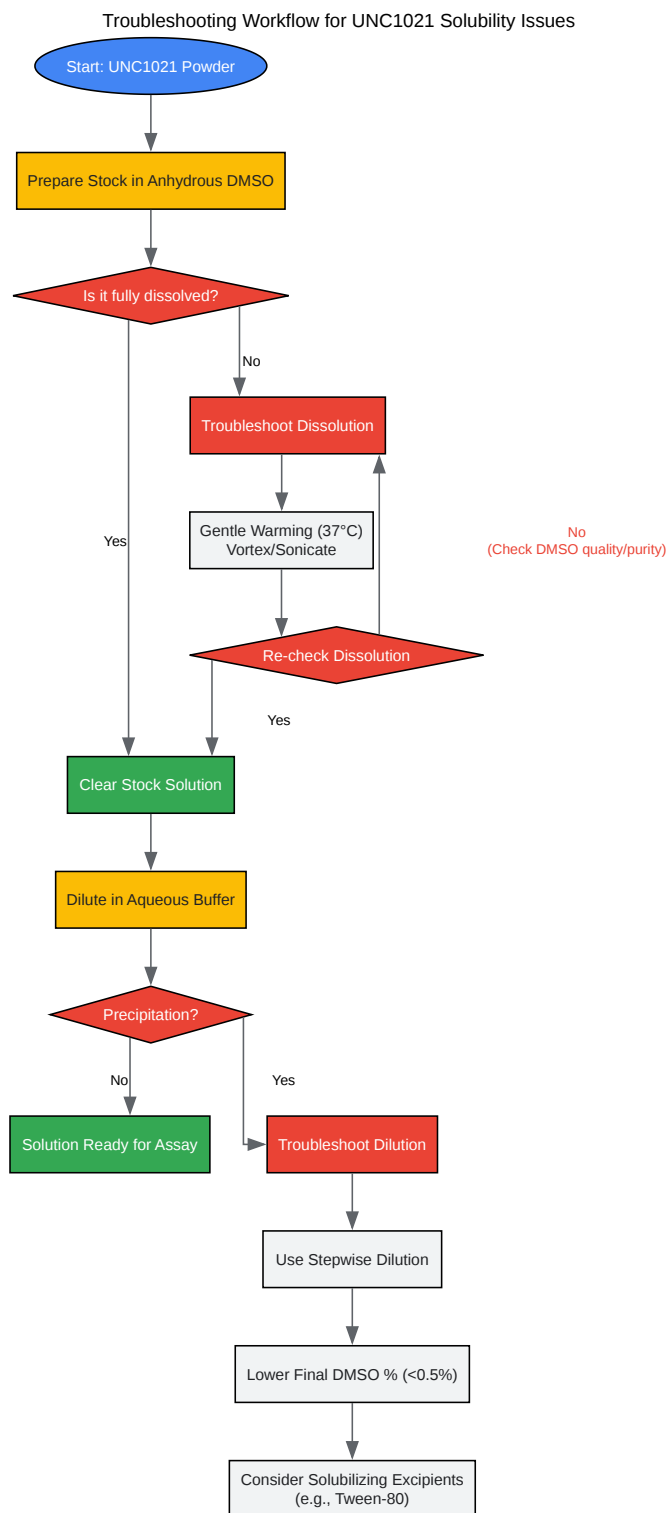 Troubleshooting Workflow for UNC1021 Solubility Issues
Start: UNC1021 Powder
Prepare Stock in Anhydrous DMSO
Is it fully dissolved?
No
Troubleshoot Dissolution
Gentle Warming (37°C)
Vortex/Sonicate
No
(Check DMSO quality/purity)
Yes
Re-check Dissolution
Yes
Clear Stock Solution
Dilute in Aqueous Buffer
Precipitation?
No
Yes
Solution Ready for Assay
Troubleshoot Dilution
Use Stepwise Dilution
Lower Final DMSO % (<0.5%)
Consider Solubilizing Excipients
(e.g., Tween-80)